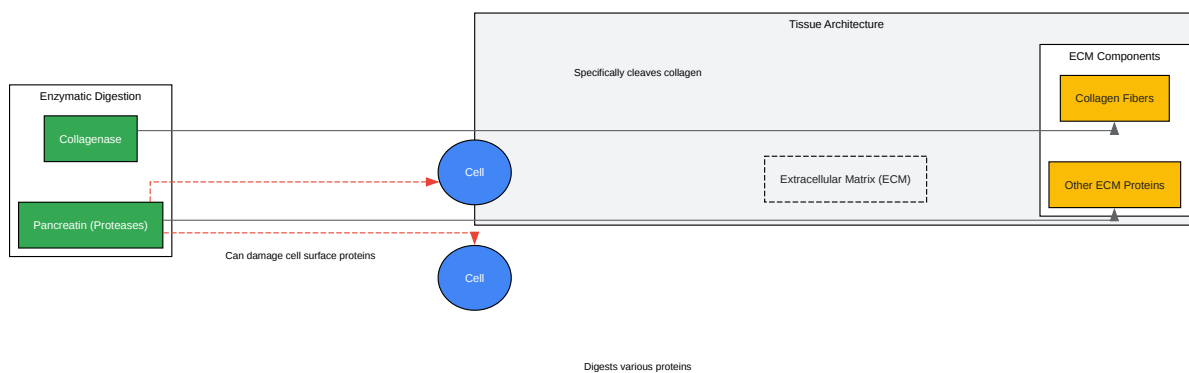 Tissue Architecture
Specifically cleaves collagen
ECM Components
Enzymatic Digestion
Collagen Fibers
Collagenase
Cell
Extracellular Matrix (ECM)
Other ECM Proteins
Pancreatin (Proteases)
Can damage cell surface proteins
Cell
Digests various proteins